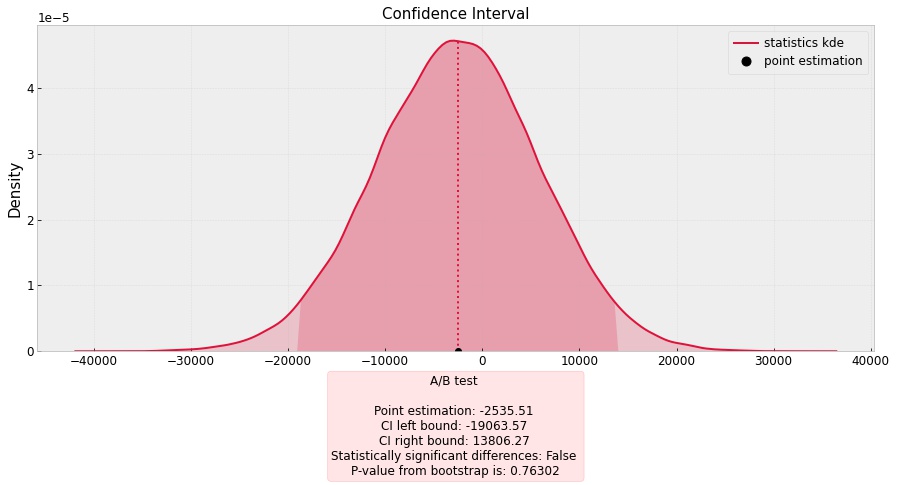 Confidence Interval
1e−5
statistics kde
point estimation
Density
4
3
2
1
0
−40000 −30000 −20000 −10000 0 10000 20000 30000 40000
A/B test
Point estimation: -2535.51
CI left bound: -19063.57
CI right bound: 13806.27
Statistically significant differences: False
P-value from bootstrap is: 0.76302